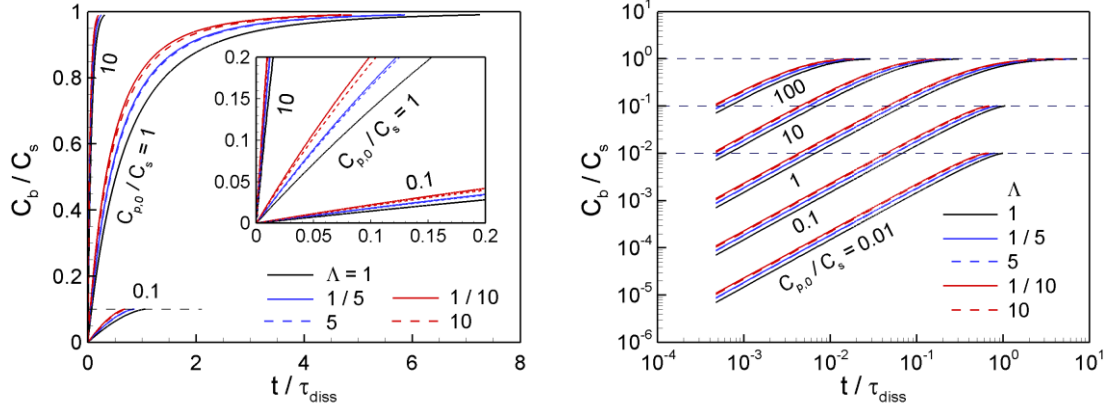 1
0.8
0.6
0.4
0.2
0
C_b / C_s
10
C_{p,0} / C_s = 1
0.1
0.2
0.15
0.1
0.05
0
10
C_{p,0} / C_s = 1
0.1
0 0.05 0.1 0.15 0.2
Λ = 1
1 / 5 1 / 10
5 10
0 2 4 6 8
t / τ_diss
10^1
10^0
10^-1
10^-2
10^-3
10^-4
10^-5
10^-6
C_b / C_s
100
10
1
0.1
C_{p,0} / C_s = 0.01
Λ
1
1 / 5
5
1 / 10
10
10^-4 10^-3 10^-2 10^-1 10^0 10^1
t / τ_diss